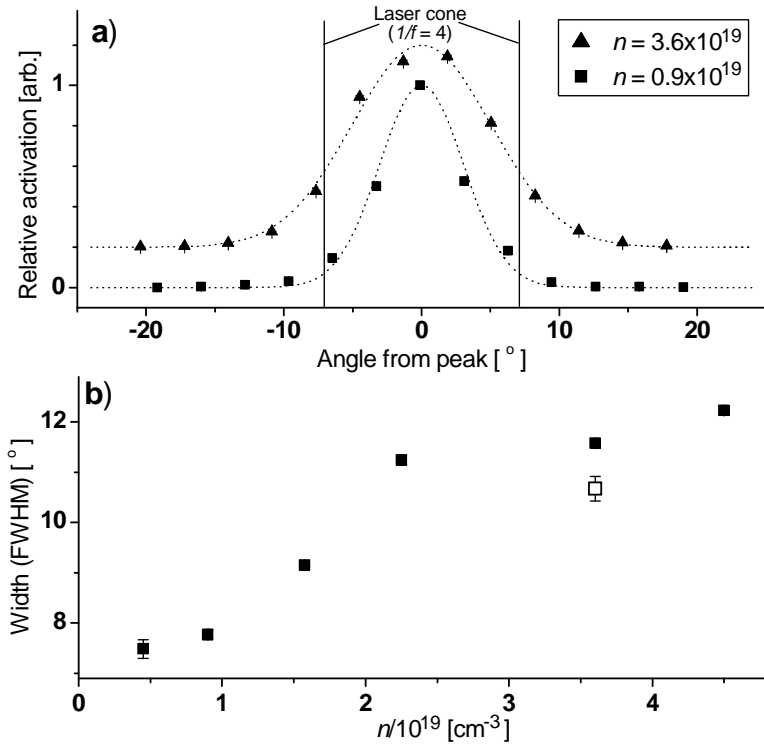 a)
Laser cone
(1/f = 4)
n = 3.6x10^19
n = 0.9x10^19
Relative activation [arb.]
1
0
-20 -10 0 10 20
Angle from peak [ ° ]
b)
Width (FWHM) [ ° ]
12
10
8
0 1 2 3 4
n/10^19 [cm^-3]